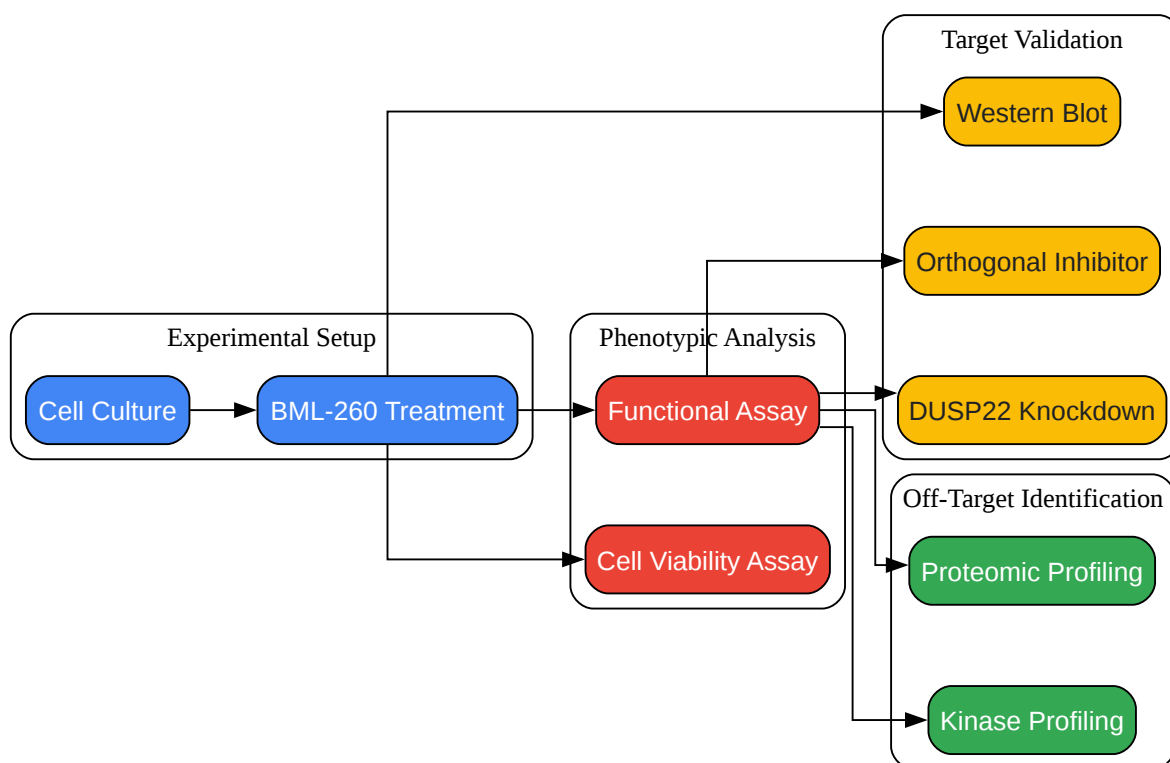 Experimental Setup
Cell Culture
BML-260 Treatment
Phenotypic Analysis
Functional Assay
Cell Viability Assay
Target Validation
Western Blot
Orthogonal Inhibitor
DUSP22 Knockdown
Off-Target Identification
Proteomic Profiling
Kinase Profiling